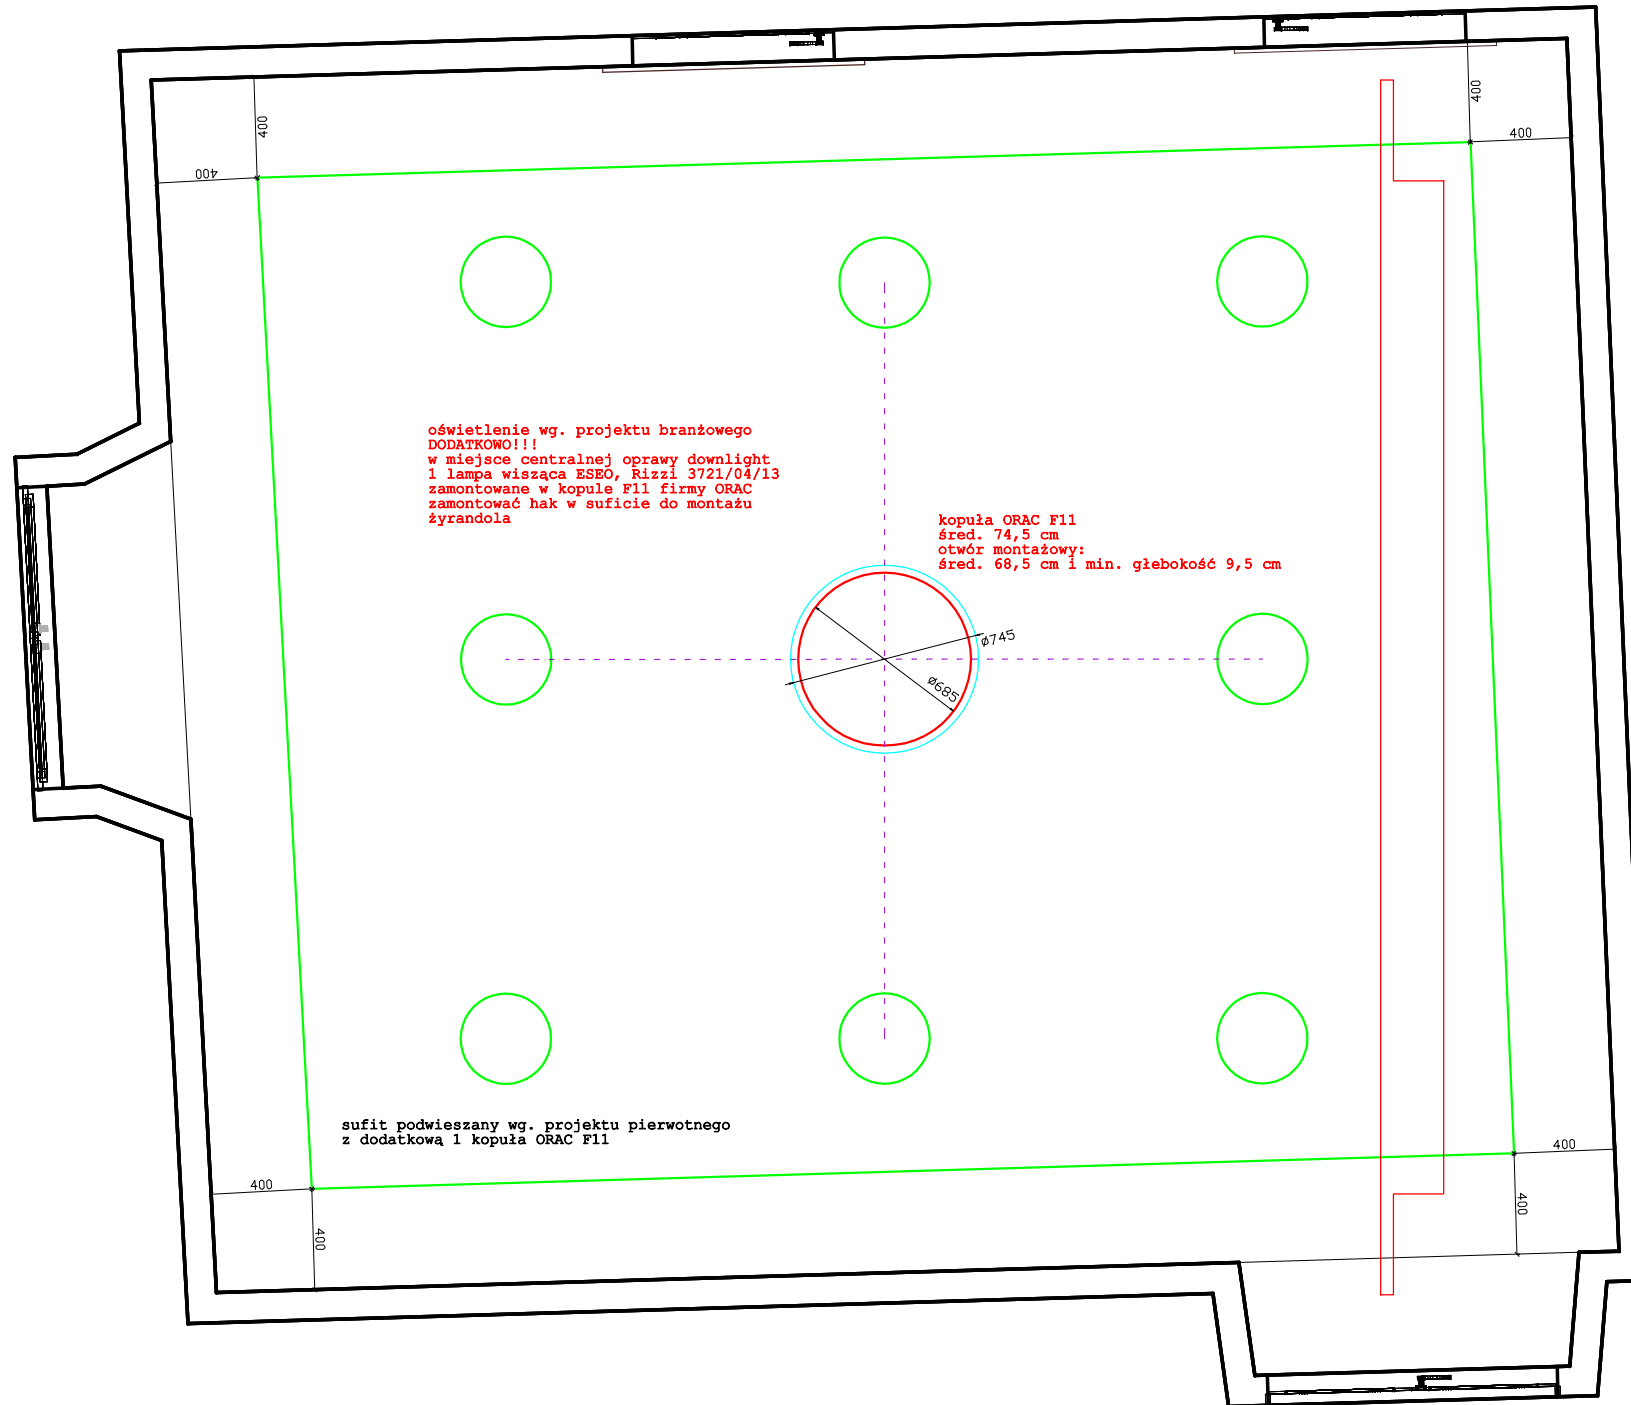 400
400
400
400
oświetlenie wg. projektu branżowego
DODATKOWO!!!
w miejsce centralnej oprawy downlight
1 lampa wisząca ESEO, Rizzi 3721/04/13
zamontowane w kopule F11 firmy ORAC
zamontować hak w suficie do montażu
żyrandola
kopuła ORAC F11
śred. 74,5 cm
otwór montażowy:
śred. 68,5 cm i min. głebokość 9,5 cm
ø745
ø685
sufit podwieszany wg. projektu pierwotnego
z dodatkową 1 kopuła ORAC F11
400
400
400
400